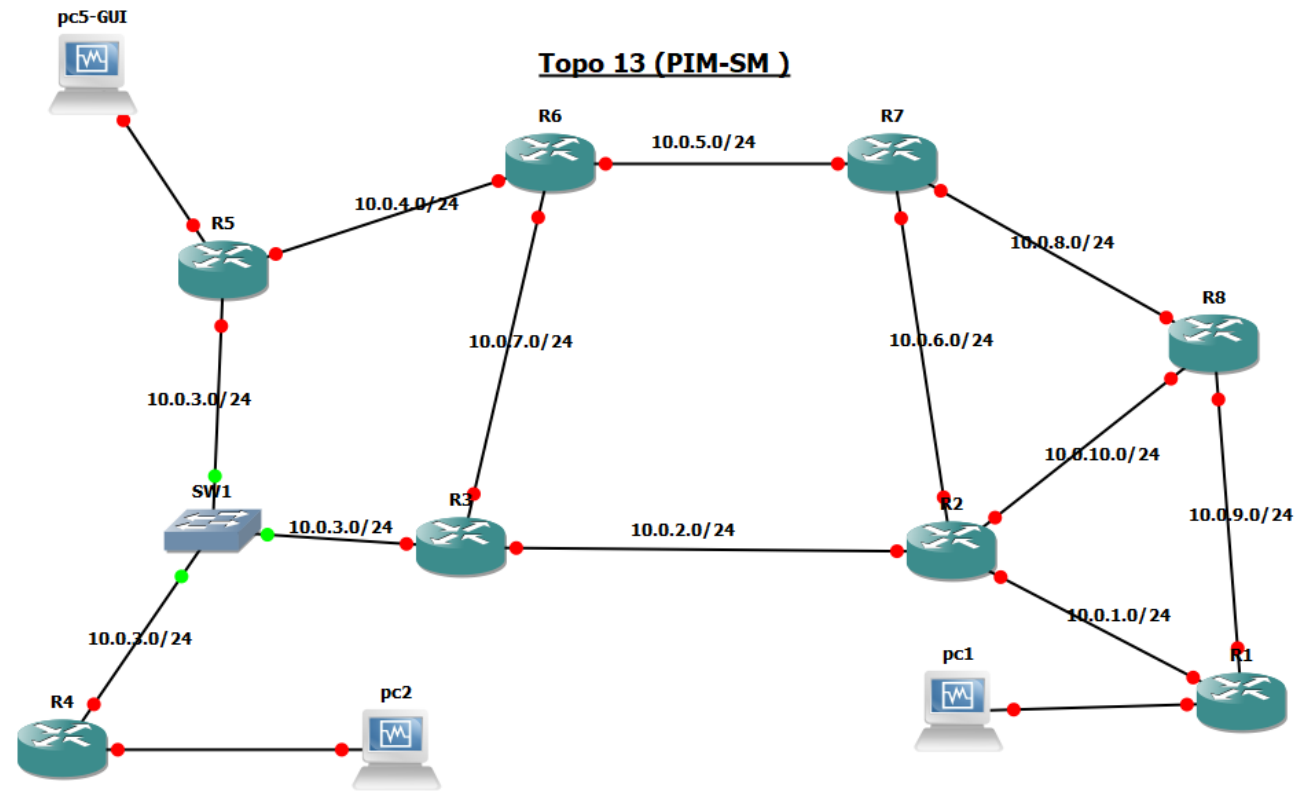 pc5-GUI
Topo 13 (PIM-SM )
R6
R7
10.0.5.0/24
10.0.4.0/24
R5
10.0.8.0/24
R8
10.0.7.0/24
10.0.6.0/24
10.0.3.0/24
10.0.10.0/24
SW1
R3
R2
10.0.3.0/24
10.0.2.0/24
10.0.9.0/24
10.0.1.0/24
10.0.3.0/24
pc1
R1
R4
pc2